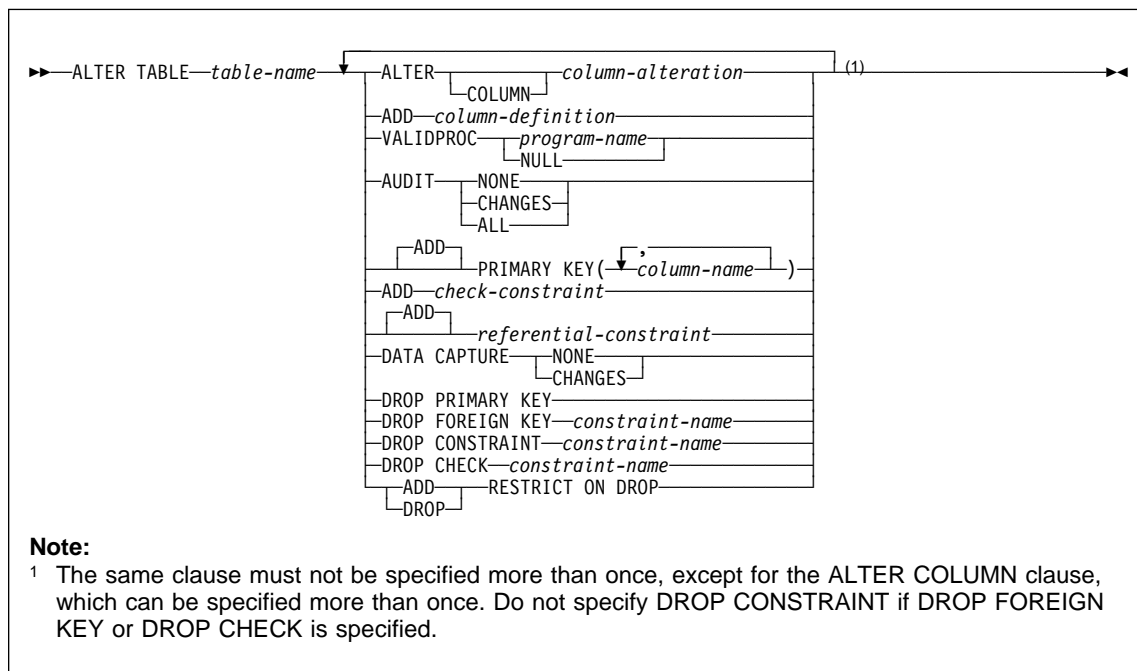 ALTER TABLE table-name ALTER column-alteration (1)
COLUMN
ADD column-definition
VALIDPROC program-name
NULL
AUDIT NONE
CHANGES
ALL
ADD ,
PRIMARY KEY( column-name )
ADD check-constraint
ADD
referential-constraint
DATA CAPTURE NONE
CHANGES
DROP PRIMARY KEY
DROP FOREIGN KEY constraint-name
DROP CONSTRAINT constraint-name
DROP CHECK constraint-name
ADD RESTRICT ON DROP
DROP
Note:
1 The same clause must not be specified more than once, except for the ALTER COLUMN clause,
which can be specified more than once. Do not specify DROP CONSTRAINT if DROP FOREIGN
KEY or DROP CHECK is specified.